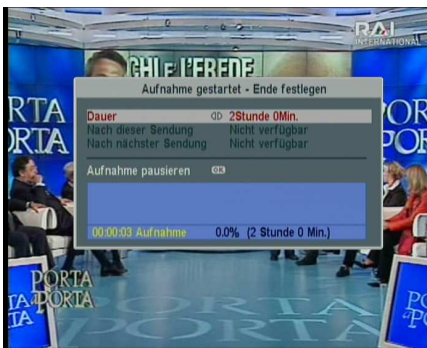 RAI
INTERNATIONAL
CHI È L'EREDE
Aufnahme gestartet - Ende festlegen
Dauer 2Stunde 0Min.
Nach dieser Sendung Nicht verfügbar
Nach nächster Sendung Nicht verfügbar
Aufnahme pausieren OK
00:00:03 Aufnahme 0.0% (2 Stunde 0 Min.)
RTA
RTA
POR
PORTA
PORTA
PORTA
PORTA